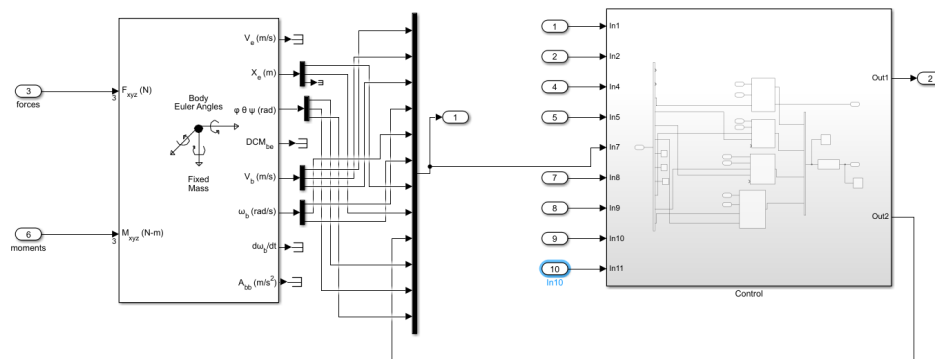 3
forces
3
6
moments
3
F_xyz (N)
M_xyz (N-m)
Body
Euler Angles
Fixed
Mass
V_e (m/s)
X_e (m)
φ θ ψ (rad)
DCM_be
V_b (m/s)
ω_b (rad/s)
dω_b/dt
A_bb (m/s²)
1
1
2
4
5
7
8
9
10
In10
In1
In2
In4
In5
In7
In8
In9
In10
In11
Out1
Out2
Control
2